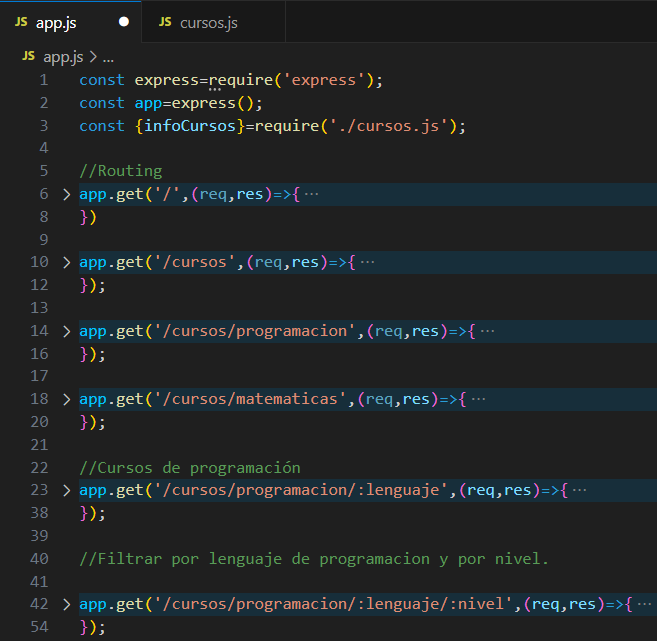 JS app.js ● JS cursos.js
JS app.js > ...
1 const express=require('express');
2 const app=express();
3 const {infoCursos}=require('./cursos.js');
4
5 //Routing
6 > app.get('/',(req,res)=>{ ···
8 })
9
10 > app.get('/cursos',(req,res)=>{ ···
12 });
13
14 > app.get('/cursos/programacion',(req,res)=>{ ···
16 });
17
18 > app.get('/cursos/matematicas',(req,res)=>{ ···
20 });
21
22 //Cursos de programación
23 > app.get('/cursos/programacion/:lenguaje',(req,res)=>{ ···
38 });
39
40 //Filtrar por lenguaje de programacion y por nivel.
41
42 > app.get('/cursos/programacion/:lenguaje/:nivel',(req,res)=>{ ···
54 });